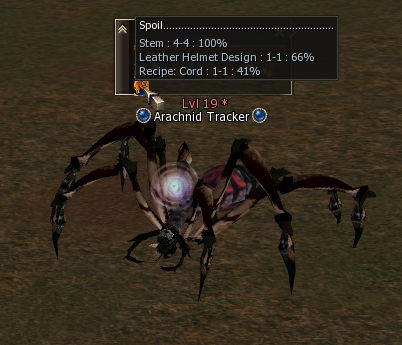 Spoil......................................................
Stem : 4-4 : 100%
Leather Helmet Design : 1-1 : 66%
Recipe: Cord : 1-1 : 41%
Lvl 19 *
Arachnid Tracker